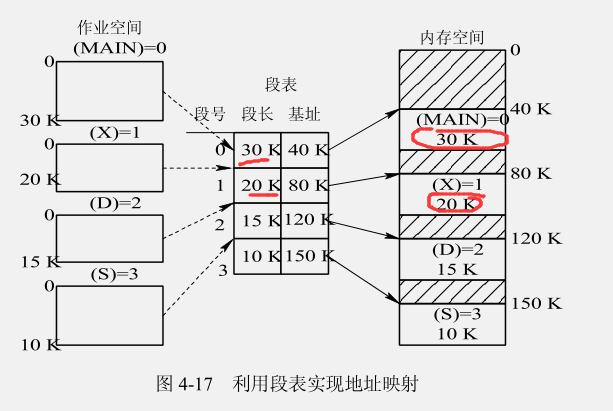 作业空间
(MAIN)=0
0
30 K
(X)=1
0
20 K
(D)=2
0
15 K
(S)=3
0
10 K
段表
段号 段长 基址
0 30 K 40 K
1 20 K 80 K
2 15 K 120 K
3 10 K 150 K
内存空间
0
40 K
(MAIN)=0
30 K
80 K
(X)=1
20 K
120 K
(D)=2
15 K
150 K
(S)=3
10 K
图 4-17 利用段表实现地址映射